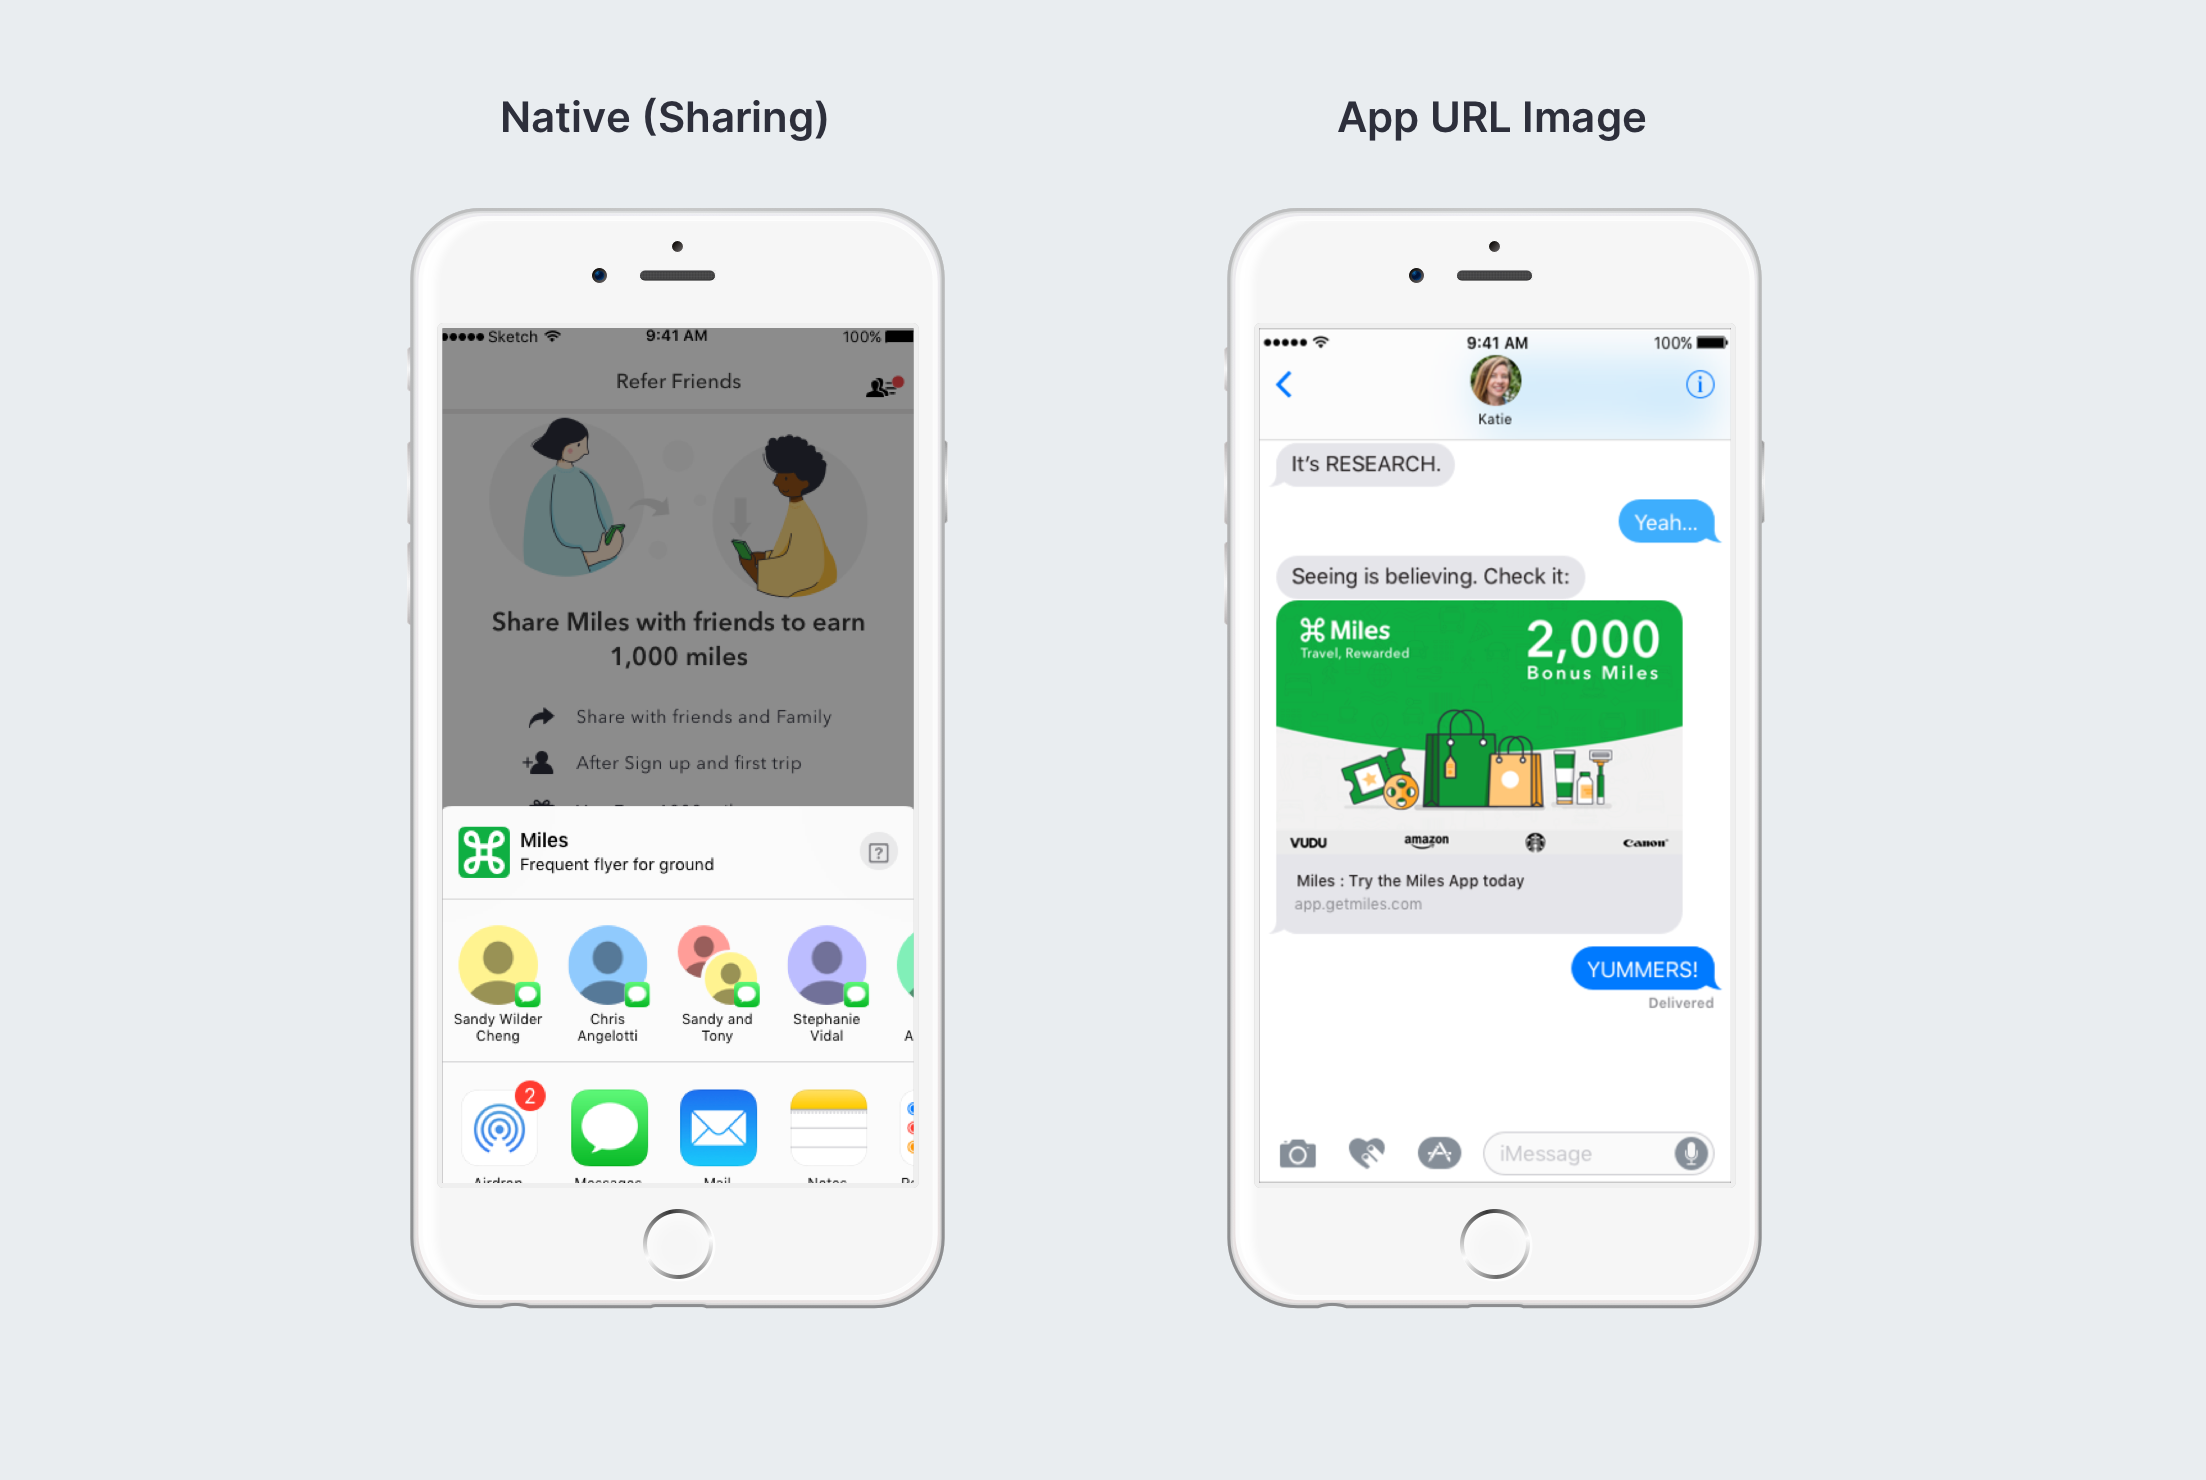 Native (Sharing)
App URL Image
Sketch
9:41 AM
100%
Refer Friends
Share Miles with friends to earn
1,000 miles
Share with friends and Family
After Sign up and first trip
Miles
Frequent flyer for ground
Sandy Wilder
Cheng
Chris
Angelotti
Sandy and
Tony
Stephanie
Vidal
A
2
Airdrop
Messages
Mail
Notes
9:41 AM
100%
Katie
It’s RESEARCH.
Yeah...
Seeing is believing. Check it:
Miles
Travel, Rewarded
2,000
Bonus Miles
VUDU
amazon
Canon
Miles : Try the Miles App today
app.getmiles.com
YUMMERS!
Delivered
iMessage